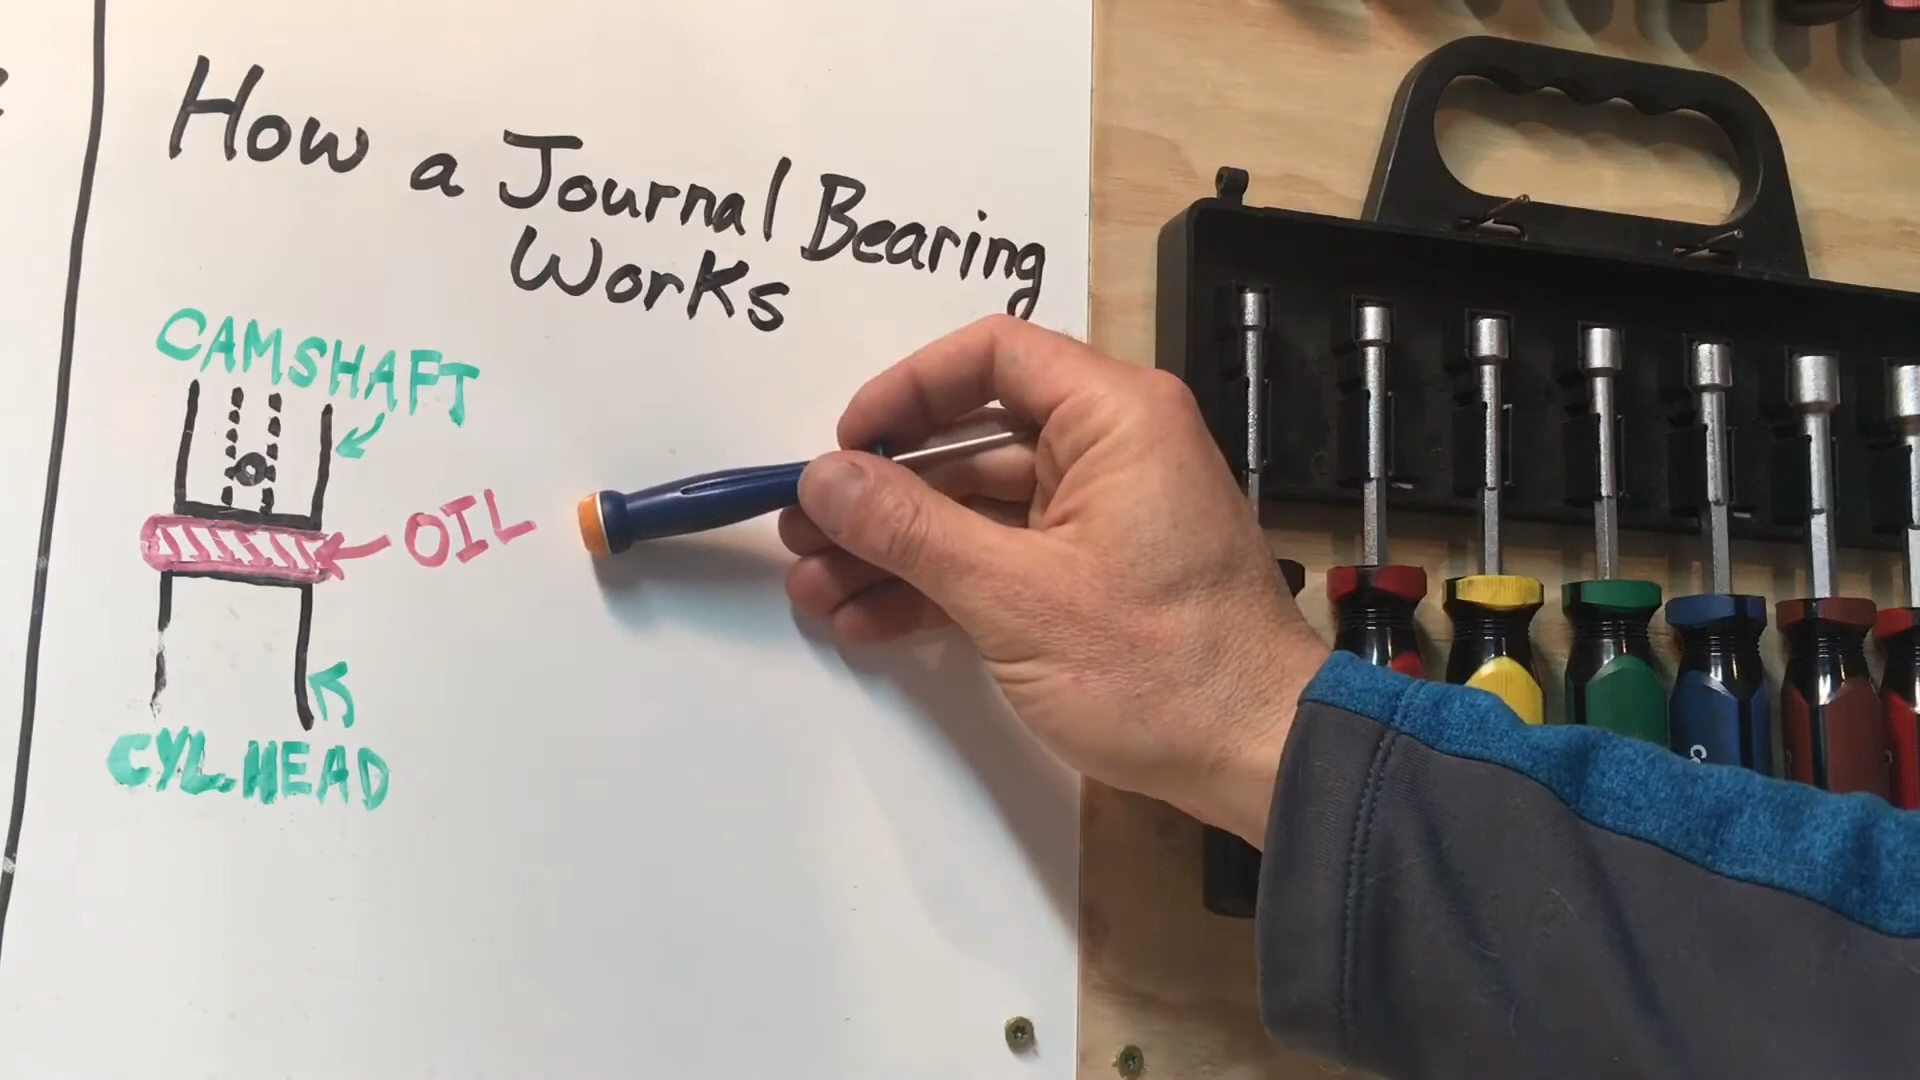 How a Journal Bearing
Works
CAMSHAFT
OIL
CYL.HEAD